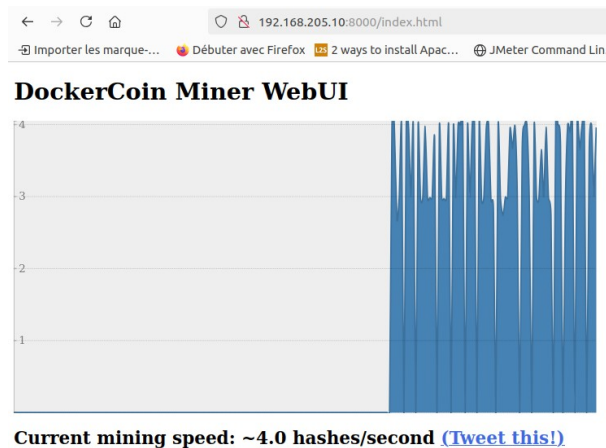 192.168.205.10:8000/index.html
Importer les marque-... Débuter avec Firefox L2S 2 ways to install Apac... JMeter Command Lin
DockerCoin Miner WebUI
4
3
2
1
Current mining speed: ~4.0 hashes/second (Tweet this!)